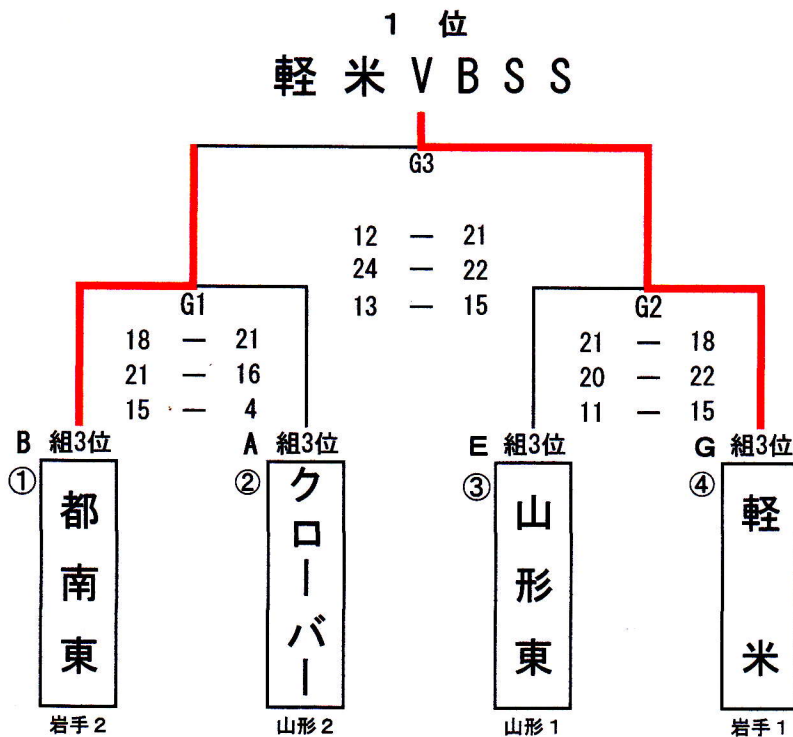 1 位
軽米VBSS
G3
12 — 21
24 — 22
13 — 15
G1
18 — 21
21 — 16
15 — 4
G2
21 — 18
20 — 22
11 — 15
B 組3位
A 組3位
E 組3位
G 組3位
① 都南東
② クローバー
③ 山形東
④ 軽米
岩手2
山形2
山形1
岩手1